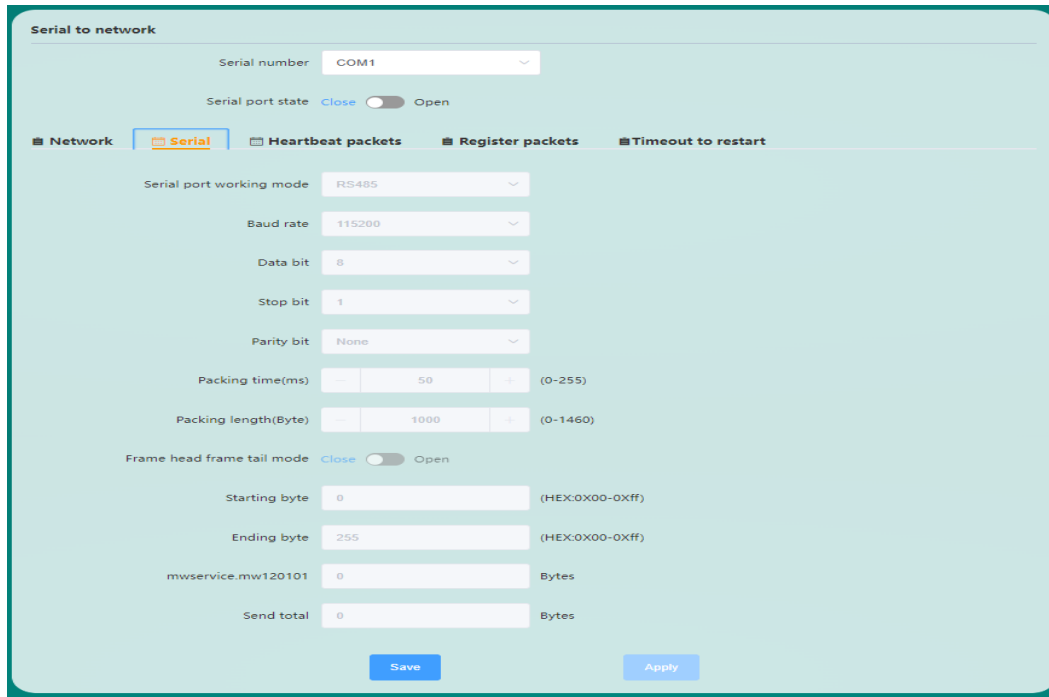 Serial to network
Serial number COM1
Serial port state Close Open
Network Serial Heartbeat packets Register packets Timeout to restart
Serial port working mode RS485
Baud rate 115200
Data bit 8
Stop bit 1
Parity bit None
Packing time(ms) - 50 + (0-255)
Packing length(Byte) - 1000 + (0-1460)
Frame head frame tail mode Close Open
Starting byte 0 (HEX:0X00-0Xff)
Ending byte 255 (HEX:0X00-0Xff)
mwservice.mw120101 0 Bytes
Send total 0 Bytes
Save Apply